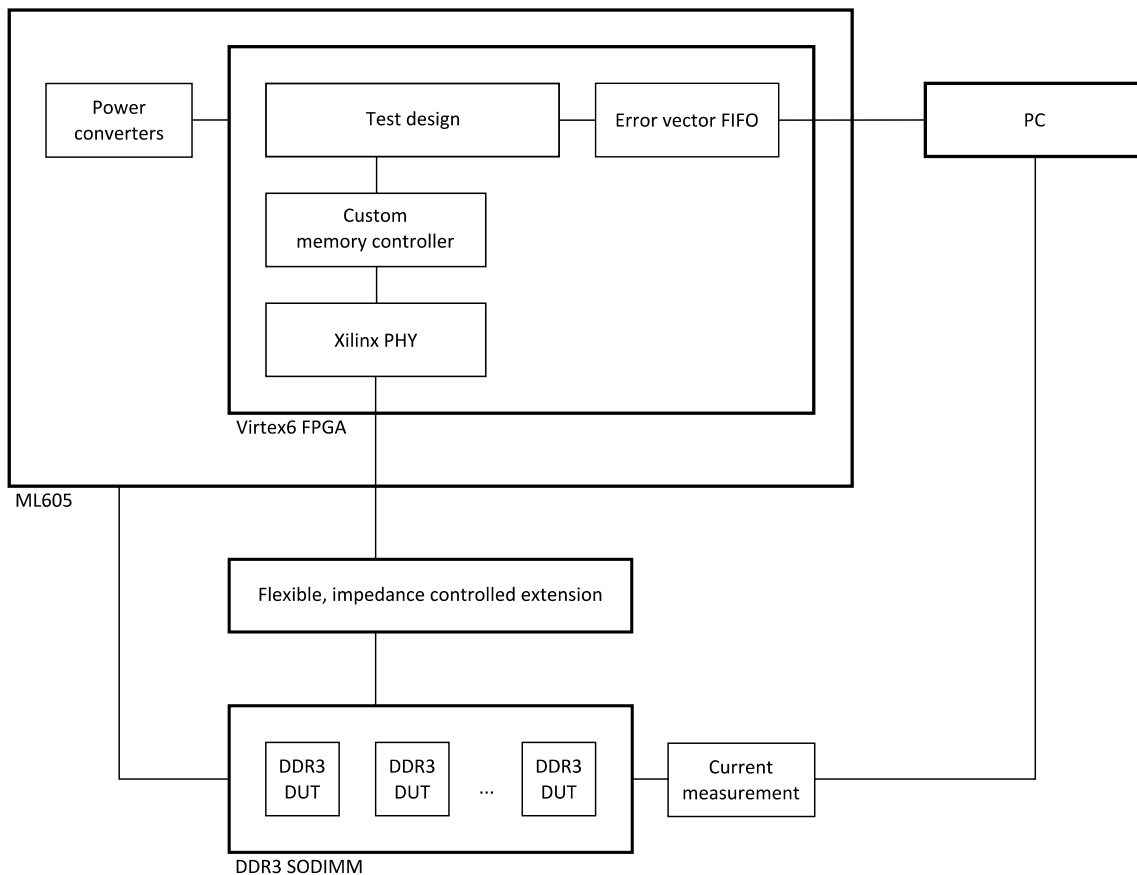 Power
converters
Test design
Error vector FIFO
PC
Custom
memory controller
Xilinx PHY
Virtex6 FPGA
ML605
Flexible, impedance controlled extension
DDR3
DUT
DDR3
DUT
...
DDR3
DUT
Current
measurement
DDR3 SODIMM